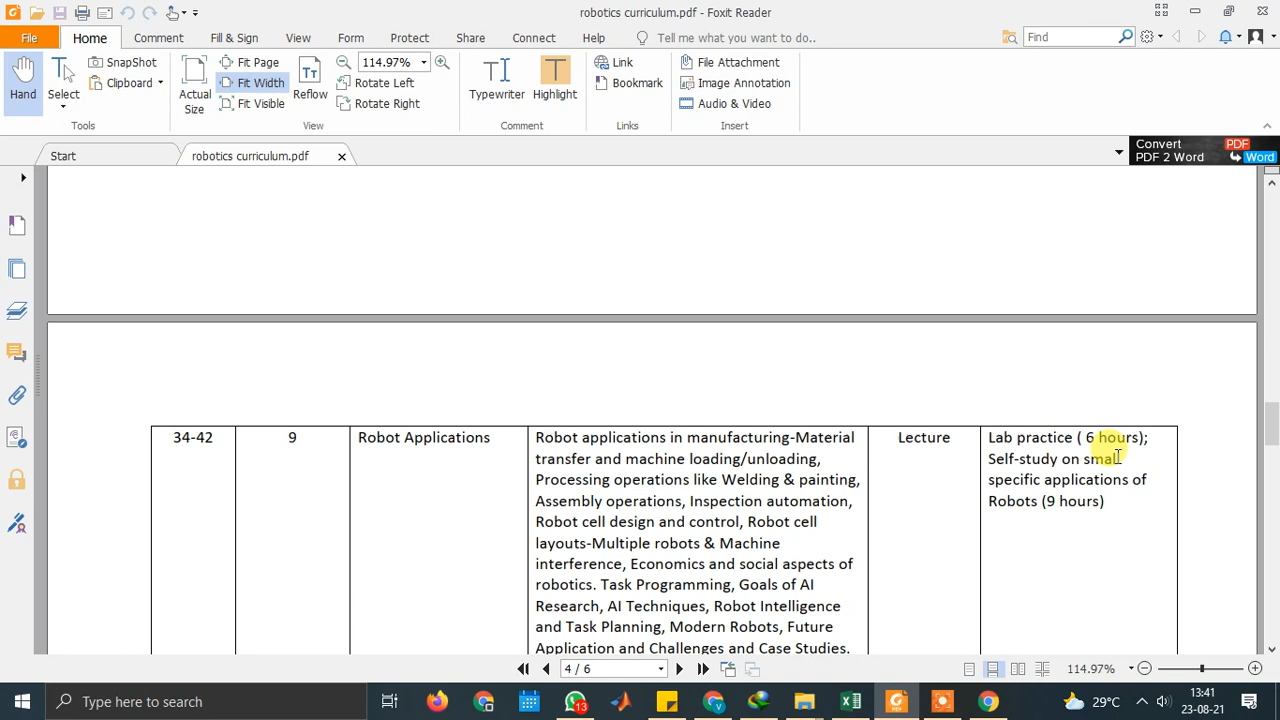 robotics curriculum.pdf - Foxit Reader
File Home Comment Fill & Sign View Form Protect Share Connect Help Tell me what you want to do.. Find
Hand
Select
SnapShot
Clipboard
Tools
Actual Size
Fit Page
Fit Width
Fit Visible
Reflow
114.97%
Rotate Left
Rotate Right
View
Typewriter
Highlight
Comment
Link
Bookmark
Links
File Attachment
Image Annotation
Audio & Video
Insert
Start robotics curriculum.pdf
Convert PDF
PDF 2 Word Word
34-42
9
Robot Applications
Robot applications in manufacturing-Material
transfer and machine loading/unloading,
Processing operations like Welding & painting,
Assembly operations, Inspection automation,
Robot cell design and control, Robot cell
layouts-Multiple robots & Machine
interference, Economics and social aspects of
robotics. Task Programming, Goals of AI
Research, AI Techniques, Robot Intelligence
and Task Planning, Modern Robots, Future
Application and Challenges and Case Studies.
Lecture
Lab practice ( 6 hours);
Self-study on small
specific applications of
Robots (9 hours)
4 / 6
114.97%
Type here to search
13
29°C
13:41
23-08-21